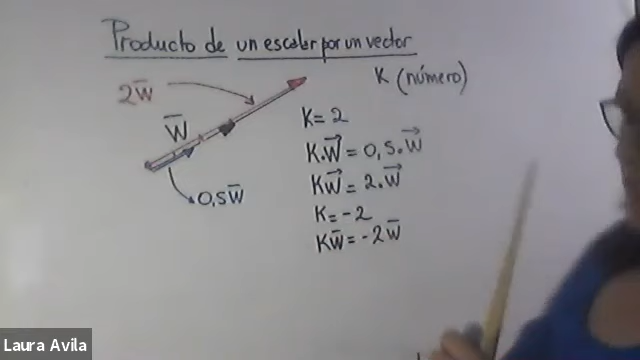 Producto de un escalar por un vector
2w̅
K (número)
w̅
K = 2
K.w⃗ = 0,5.w⃗
0,5w̅
Kw⃗ = 2.w⃗
K = -2
Kw̅ = -2w̅
Laura Avila